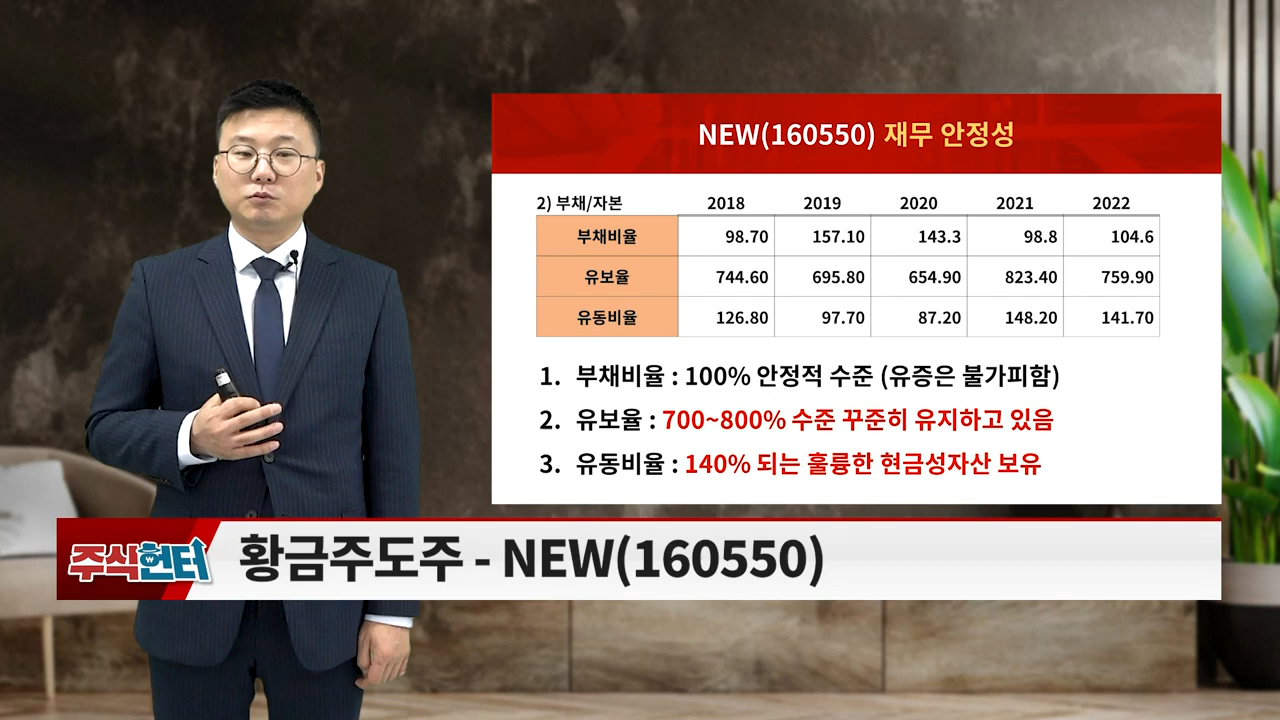 NEW(160550) 재무 안정성
2) 부채/자본 2018 2019 2020 2021 2022
부채비율 98.70 157.10 143.3 98.8 104.6
유보율 744.60 695.80 654.90 823.40 759.90
유동비율 126.80 97.70 87.20 148.20 141.70
1. 부채비율 : 100% 안정적 수준 (유증은 불가피함)
2. 유보율 : 700~800% 수준 꾸준히 유지하고 있음
3. 유동비율 : 140% 되는 훌륭한 현금성자산 보유
주식헌터 황금주도주 - NEW(160550)